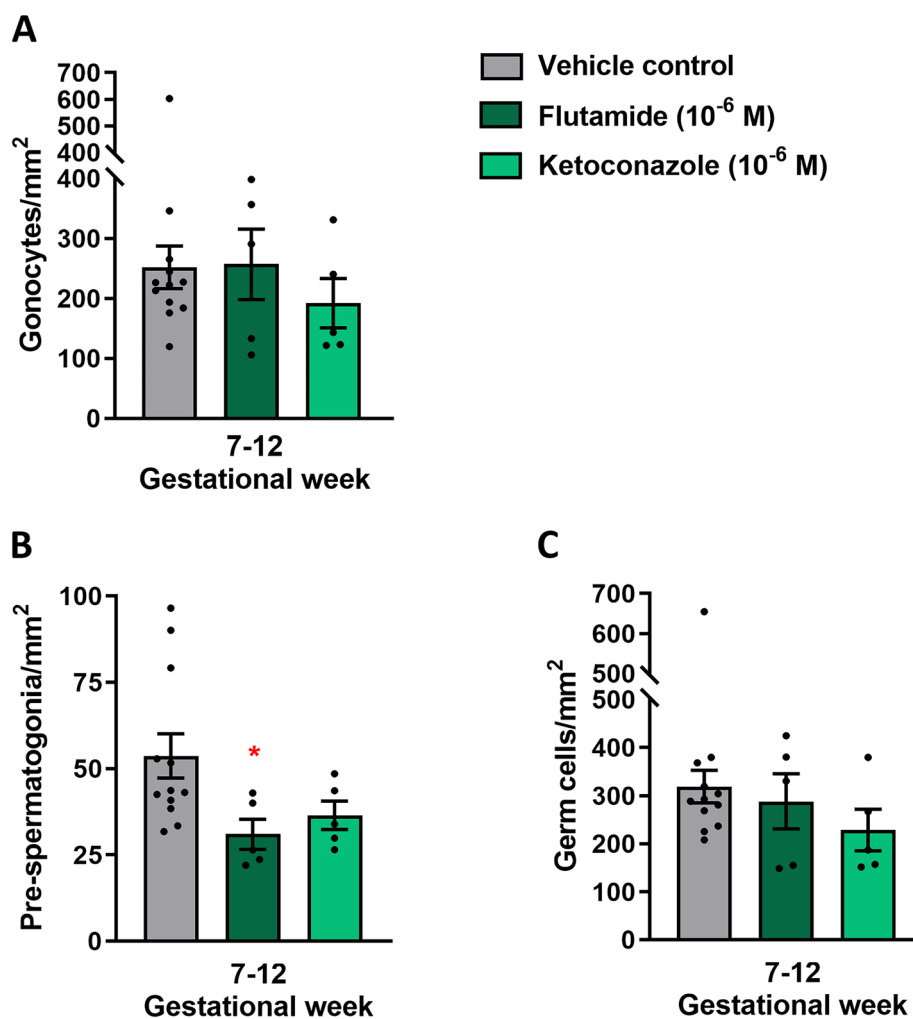 A
Gonocytes/mm²
700
600
500
400
400
300
200
100
0
7-12
Gestational week
Vehicle control
Flutamide (10⁻⁶ M)
Ketoconazole (10⁻⁶ M)
B
Pre-spermatogonia/mm²
100
75
50
25
0
*
7-12
Gestational week
C
Germ cells/mm²
700
600
500
500
400
300
200
100
0
7-12
Gestational week